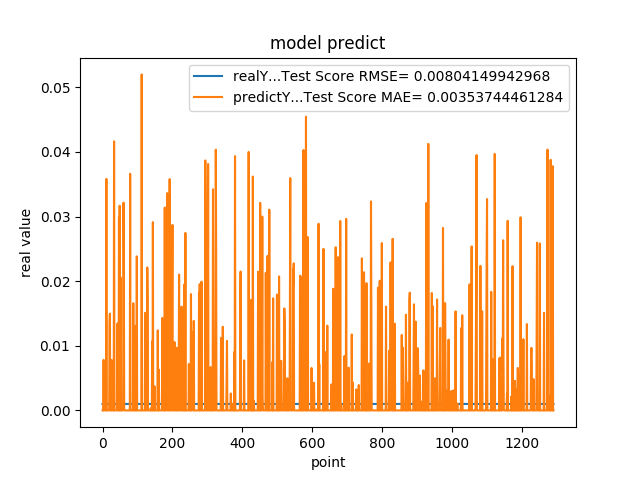 model predict
realY...Test Score RMSE= 0.00804149942968
predictY...Test Score MAE= 0.00353744461284
0.05
0.04
0.03
0.02
0.01
0.00
real value
0 200 400 600 800 1000 1200
point